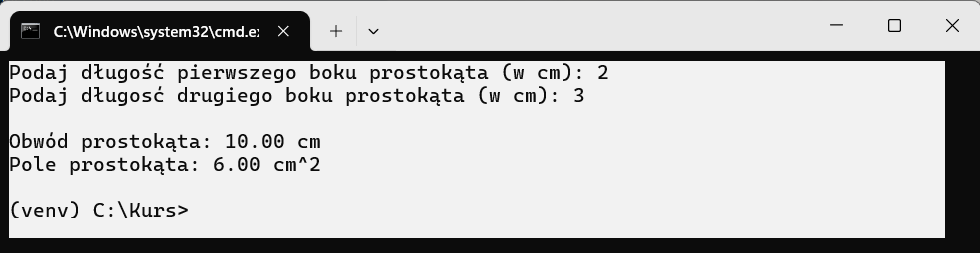 C:\Windows\system32\cmd.e:
Podaj długość pierwszego boku prostokąta (w cm): 2
Podaj długosć drugiego boku prostokąta (w cm): 3
Obwód prostokąta: 10.00 cm
Pole prostokąta: 6.00 cm^2
(venv) C:\Kurs>